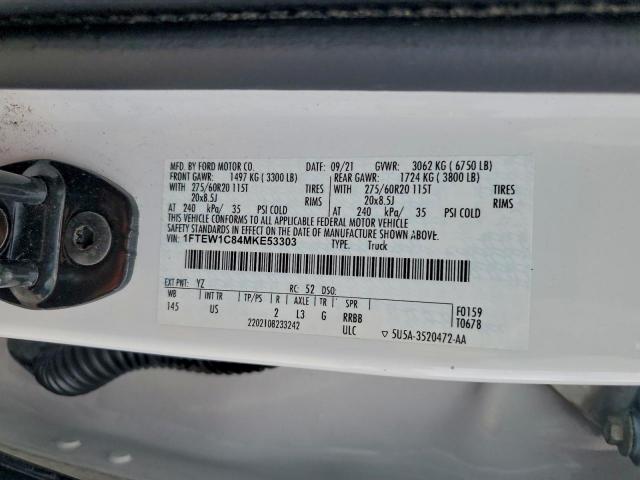 MFD. BY FORD MOTOR CO. DATE: 09/21 GVWR: 3062 KG ( 6750 LB)
FRONT GAWR: 1497 KG ( 3300 LB) REAR GAWR: 1724 KG ( 3800 LB)
WITH 275/60R20 115T TIRES WITH 275/60R20 115T TIRES
20x8.5J RIMS 20x8.5J RIMS
AT 240 kPa/ 35 PSI COLD AT 240 kPa/ 35 PSI COLD
THIS VEHICLE CONFORMS TO ALL APPLICABLE FEDERAL MOTOR VEHICLE
SAFETY STANDARDS IN EFFECT ON THE DATE OF MANUFACTURE SHOWN ABOVE.
VIN: 1FTEW1C84MKE53303 TYPE: Truck
EXT PNT: YZ RC: 52 DSO:
WB INT TR TP/PS R AXLE TR SPR F0159
145 US 2 L3 G RRBB T0678
2202108233242 ULC ▽ 5U5A-3520472-AA